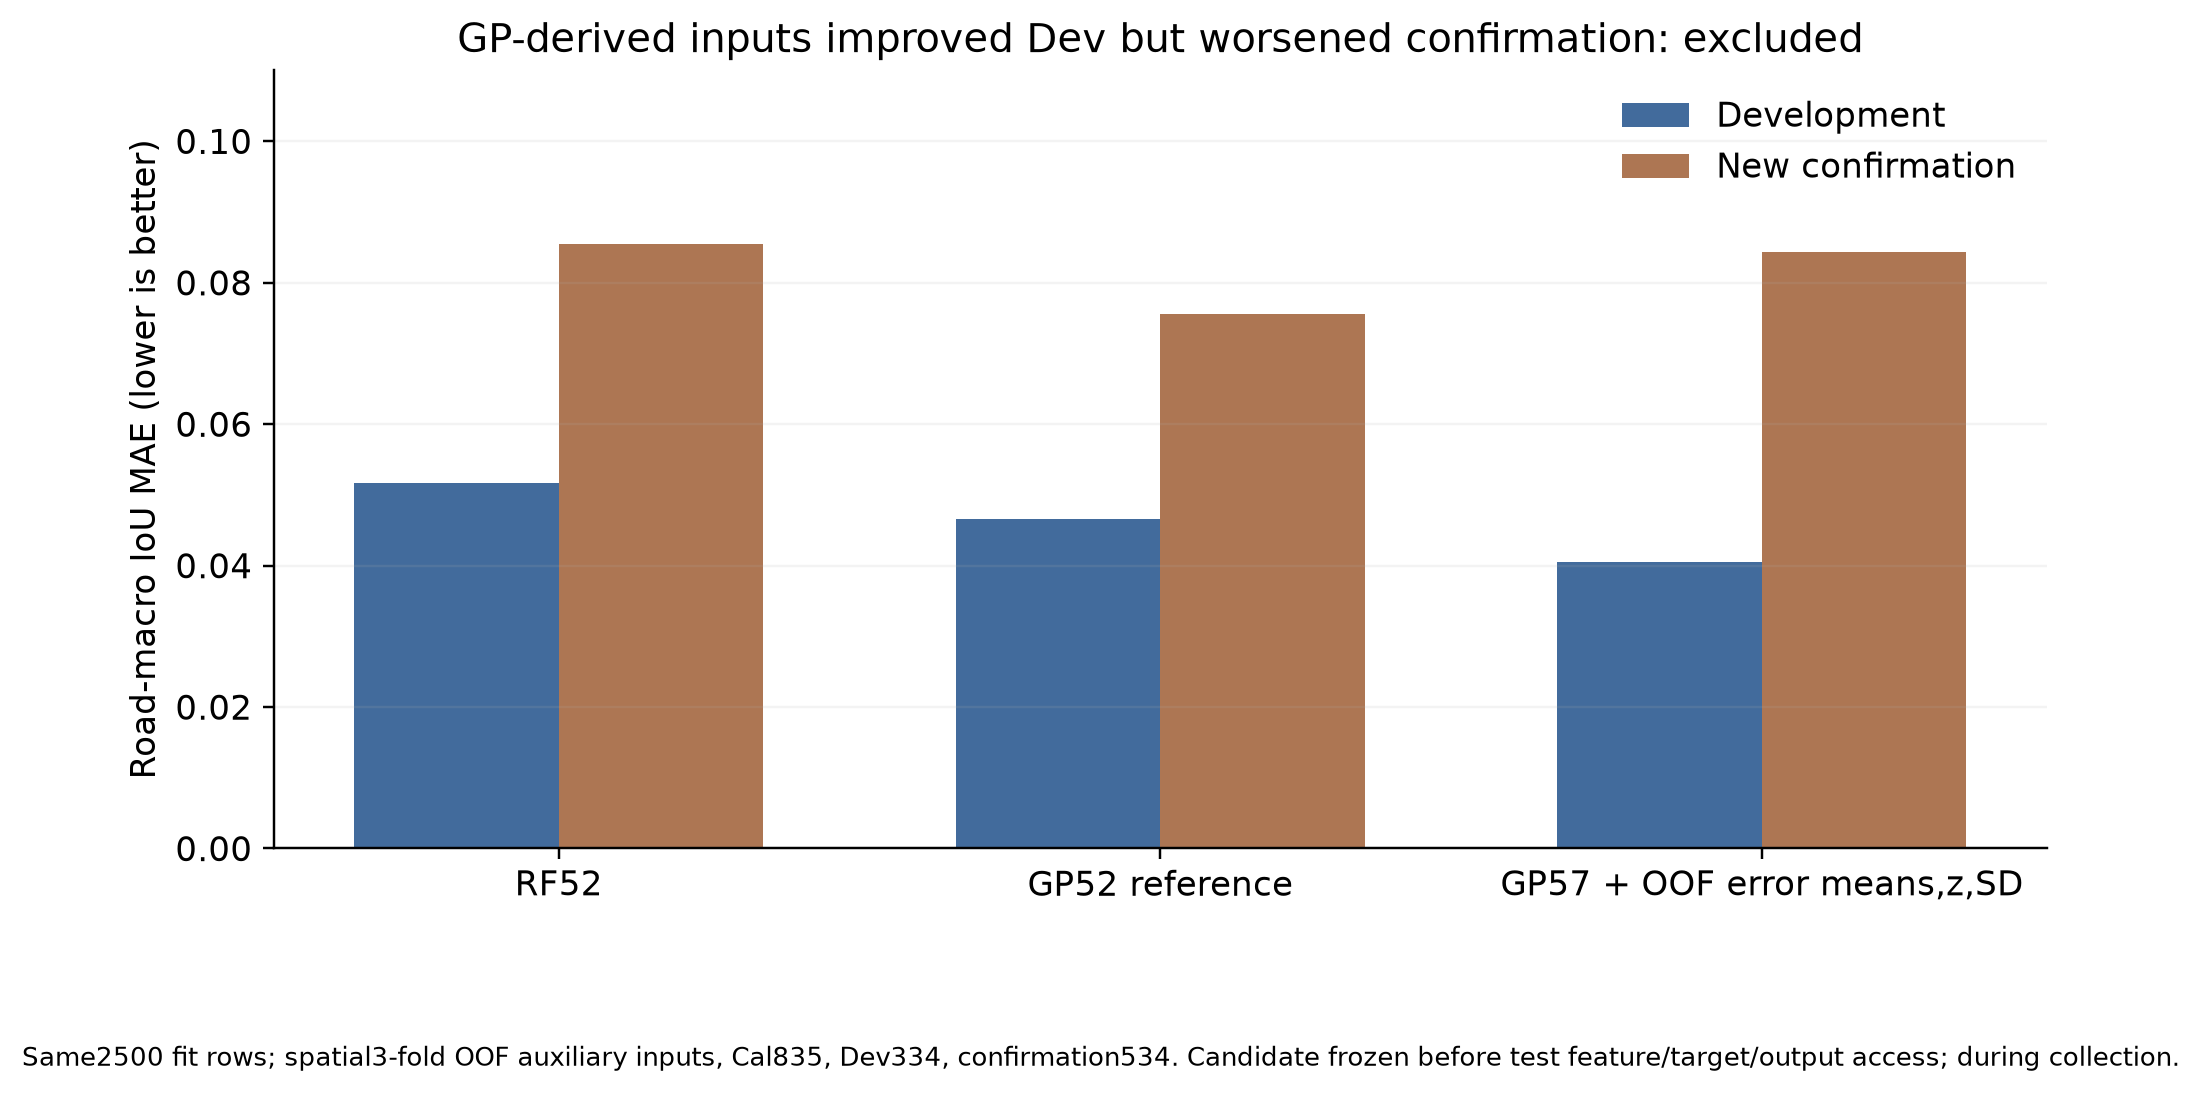 GP-derived inputs improved Dev but worsened confirmation: excluded
Development
New confirmation
Road-macro IoU MAE (lower is better)
0.10
0.08
0.06
0.04
0.02
0.00
RF52
GP52 reference
GP57 + OOF error means,z,SD
Same2500 fit rows; spatial3-fold OOF auxiliary inputs, Cal835, Dev334, confirmation534. Candidate frozen before test feature/target/output access; during collection.